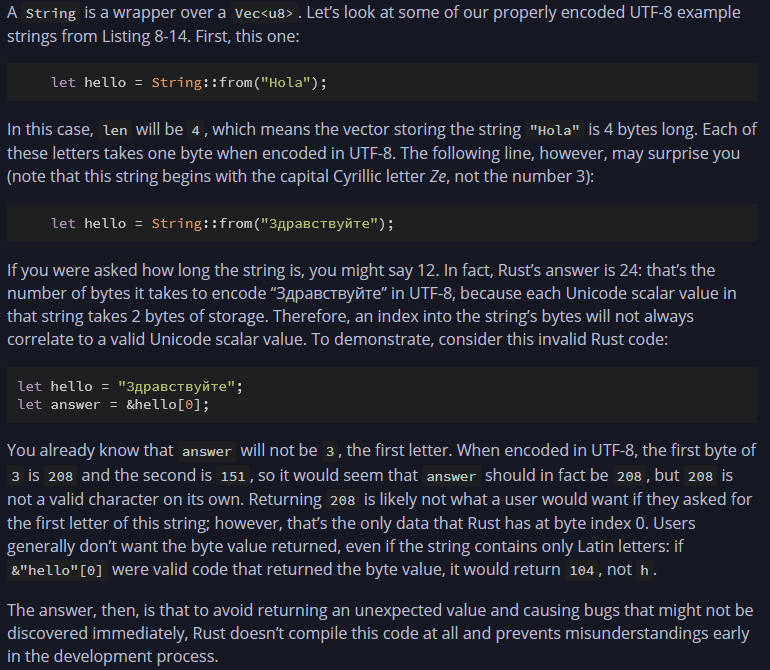 A String is a wrapper over a Vec<u8>. Let’s look at some of our properly encoded UTF-8 example
strings from Listing 8-14. First, this one:
let hello = String::from("Hola");
In this case, len will be 4, which means the vector storing the string "Hola" is 4 bytes long. Each of
these letters takes one byte when encoded in UTF-8. The following line, however, may surprise you
(note that this string begins with the capital Cyrillic letter Ze, not the number 3):
let hello = String::from("Здравствуйте");
If you were asked how long the string is, you might say 12. In fact, Rust’s answer is 24: that’s the
number of bytes it takes to encode “Здравствуйте” in UTF-8, because each Unicode scalar value in
that string takes 2 bytes of storage. Therefore, an index into the string’s bytes will not always
correlate to a valid Unicode scalar value. To demonstrate, consider this invalid Rust code:
let hello = "Здравствуйте";
let answer = &hello[0];
You already know that answer will not be З, the first letter. When encoded in UTF-8, the first byte of
З is 208 and the second is 151, so it would seem that answer should in fact be 208, but 208 is
not a valid character on its own. Returning 208 is likely not what a user would want if they asked for
the first letter of this string; however, that’s the only data that Rust has at byte index 0. Users
generally don’t want the byte value returned, even if the string contains only Latin letters: if
&"hello"[0] were valid code that returned the byte value, it would return 104, not h.
The answer, then, is that to avoid returning an unexpected value and causing bugs that might not be
discovered immediately, Rust doesn’t compile this code at all and prevents misunderstandings early
in the development process.